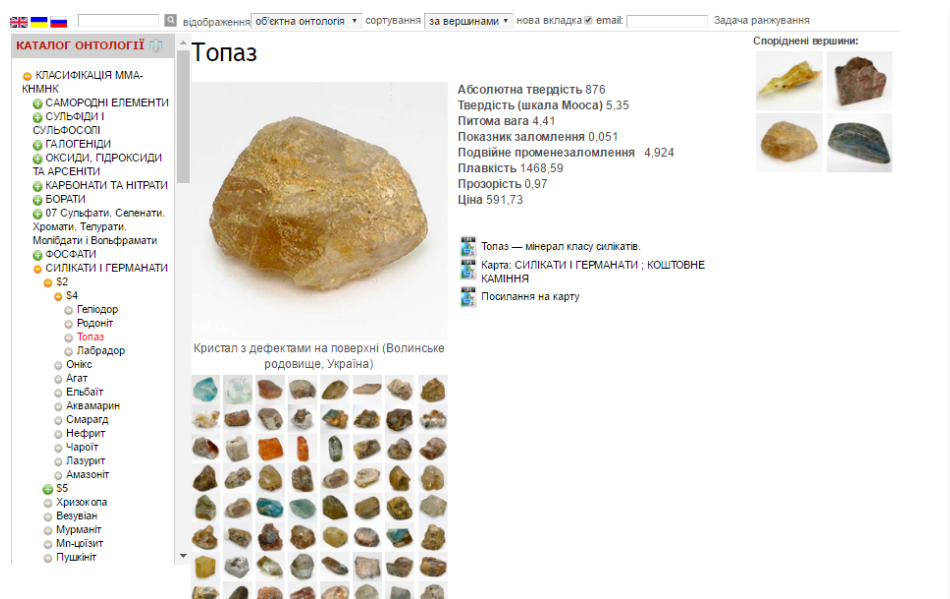 відображення об'єктна онтологія сортування за вершинами нова вкладка email: Задача ранжування
КАТАЛОГ ОНТОЛОГІЇ
КЛАСИФІКАЦІЯ ММА-
КНМНК
САМОРОДНІ ЕЛЕМЕНТИ
СУЛЬФІДИ І
СУЛЬФОСОЛІ
ГАЛОГЕНІДИ
ОКСИДИ, ГІДРОКСИДИ
ТА АРСЕНІТИ
КАРБОНАТИ ТА НІТРАТИ
БОРАТИ
07 Сульфати. Селенати.
Хромати. Телурати.
Молібдати і Вольфрамати
ФОСФАТИ
СИЛІКАТИ І ГЕРМАНАТИ
$2
$4
Геліодор
Родоніт
Топаз
Лабрадор
Онікс
Агат
Ельбаїт
Аквамарин
Смарагд
Нефрит
Чароїт
Лазурит
Амазоніт
$5
Хризокола
Везувіан
Мурманіт
Mn-цоїзит
Пушкініт
Топаз
Кристал з дефектами на поверхні (Волинське
родовище, Україна)
Абсолютна твердість 876
Твердість (шкала Мооса) 5,35
Питома вага 4,41
Показник заломлення 0,051
Подвійне променезаломлення 4,924
Плавкість 1468,59
Прозорість 0,97
Ціна 591,73
Топаз — мінерал класу силікатів.
Карта: СИЛІКАТИ І ГЕРМАНАТИ ; КОШТОВНЕ
КАМІННЯ
Посилання на карту
Споріднені вершини: